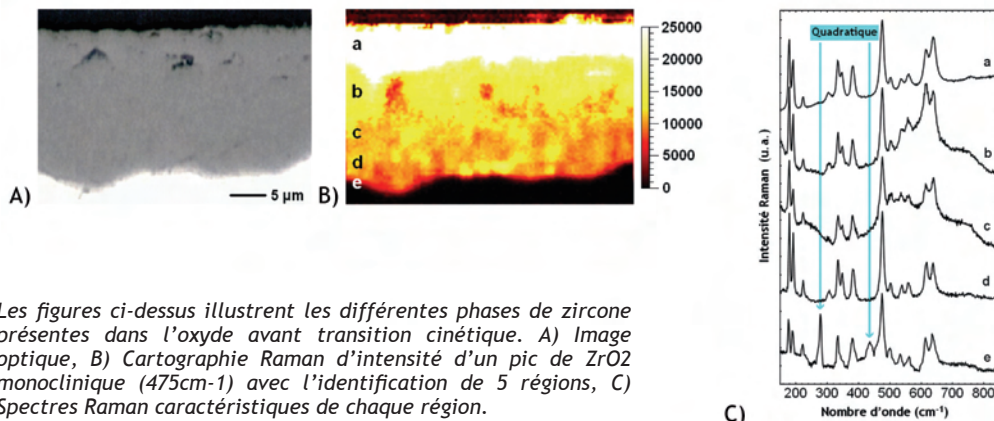 A)
5 µm
B)
a
b
c
d
e
25000
20000
15000
10000
5000
0
Quadratique
a
b
c
d
e
Intensité Raman (u. a.)
200 300 400 500 600 700 800
Nombre d'onde (cm-1)
C)
Les figures ci-dessus illustrent les différentes phases de zircone
présentes dans l'oxyde avant transition cinétique. A) Image
optique, B) Cartographie Raman d'intensité d'un pic de ZrO2
monoclinique (475cm-1) avec l'identification de 5 régions, C)
Spectres Raman caractéristiques de chaque région.